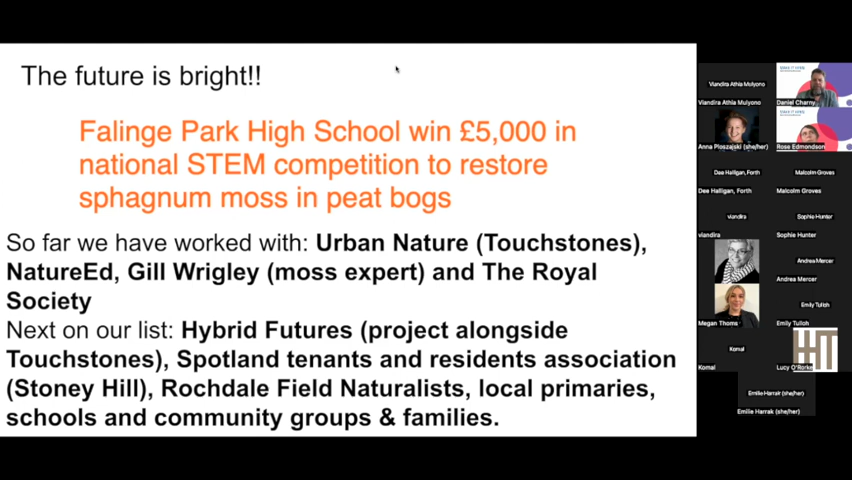 The future is bright!!
Falinge Park High School win £5,000 in
national STEM competition to restore
sphagnum moss in peat bogs
So far we have worked with: Urban Nature (Touchstones),
NatureEd, Gill Wrigley (moss expert) and The Royal
Society
Next on our list: Hybrid Futures (project alongside
Touchstones), Spotland tenants and residents association
(Stoney Hill), Rochdale Field Naturalists, local primaries,
schools and community groups & families.
Viandira Athia Mulyono
Viandira Athia Mulyono
Daniel Charny
Anna Ploszajski (she/her)
Rose Edmondson
Dee Halligan, Forth
Malcolm Groves
Dee Halligan, Forth
Malcolm Groves
viandira
Sophie Hunter
viandira
Sophie Hunter
Andrea Mercer
Andrea Mercer
Emily Tulloh
Megan Thoms
Emily Tulloh
Komal
Komal
Lucy O'Rorke
Emilie Harrak (she/her)
Emilie Harrak (she/her)